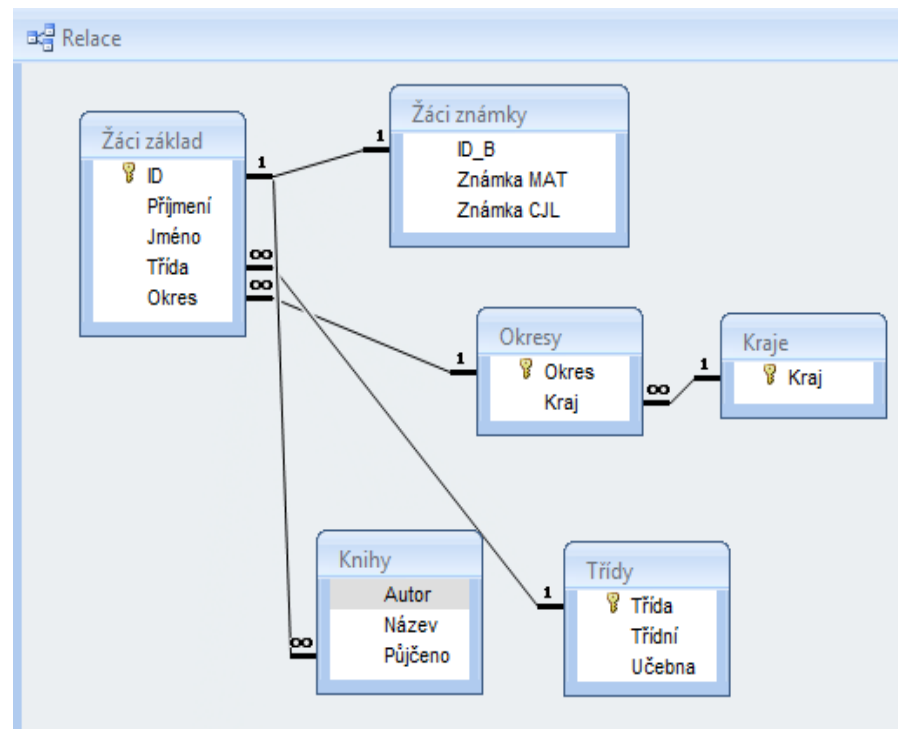 Relace
Žáci základ
ID
Příjmení
Jméno
Třída
Okres
1
∞
∞
Žáci známky
1
ID_B
Známka MAT
Známka CJL
Okresy
1
Okres
Kraj
∞
Kraje
1
Kraj
Knihy
Autor
Název
Půjčeno
∞
Třídy
1
Třída
Třídní
Učebna